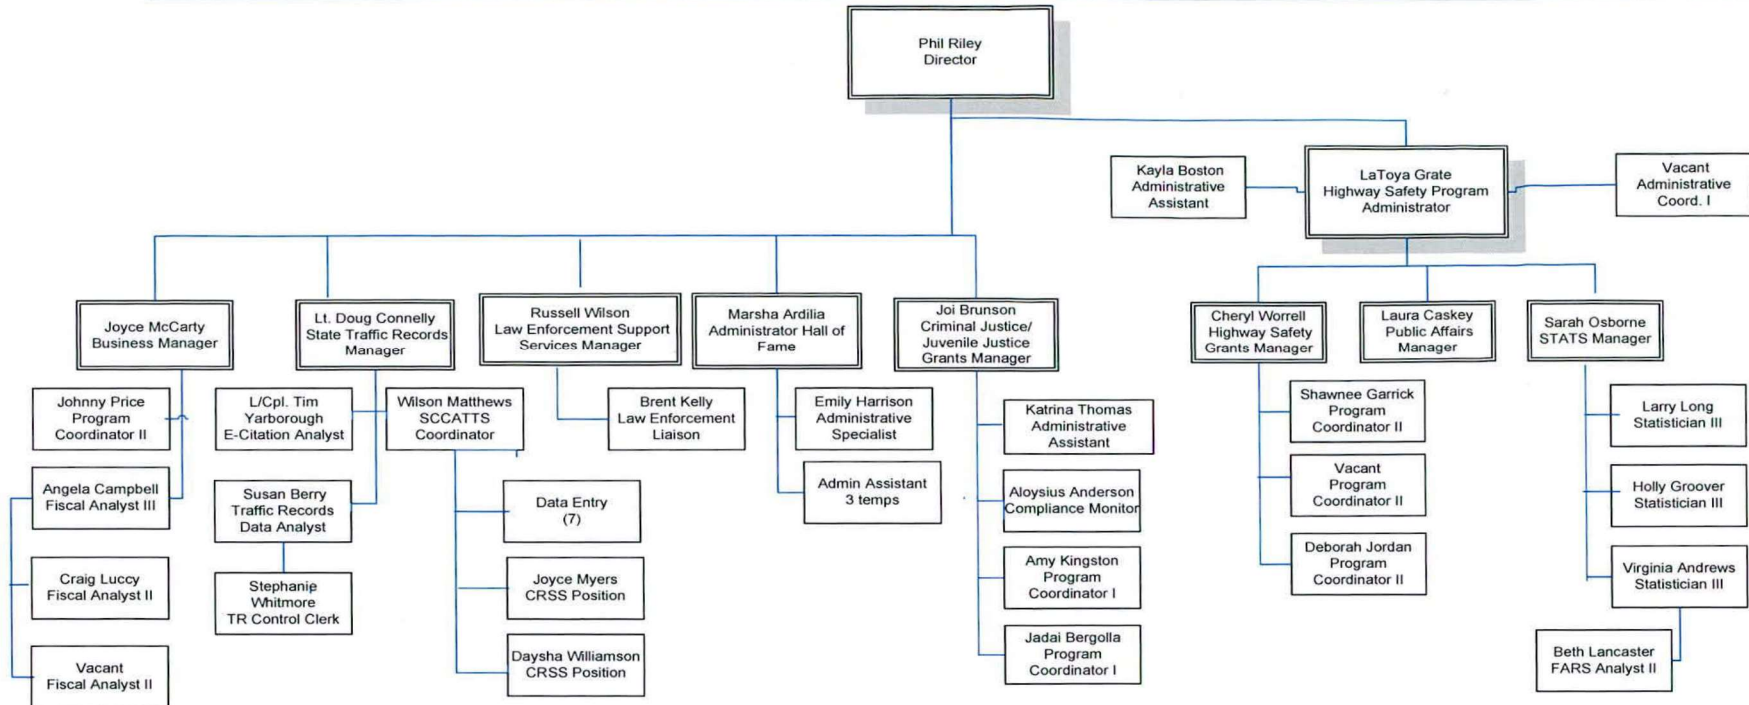 Phil Riley
Director
Kayla Boston
Administrative
Assistant
LaToya Grate
Highway Safety Program
Administrator
Vacant
Administrative
Coord. I
Joyce McCarty
Business Manager
Lt. Doug Connelly
State Traffic Records
Manager
Russell Wilson
Law Enforcement Support
Services Manager
Marsha Ardilia
Administrator Hall of
Fame
Joi Brunson
Criminal Justice/
Juvenile Justice
Grants Manager
Cheryl Worrell
Highway Safety
Grants Manager
Laura Caskey
Public Affairs
Manager
Sarah Osborne
STATS Manager
Johnny Price
Program
Coordinator II
L/Cpl. Tim
Yarborough
E-Citation Analyst
Wilson Matthews
SCCATTS
Coordinator
Brent Kelly
Law Enforcement
Liaison
Emily Harrison
Administrative
Specialist
Katrina Thomas
Administrative
Assistant
Shawnee Garrick
Program
Coordinator II
Larry Long
Statistician III
Angela Campbell
Fiscal Analyst III
Susan Berry
Traffic Records
Data Analyst
Data Entry
(7)
Admin Assistant
3 temps
Aloysius Anderson
Compliance Monitor
Vacant
Program
Coordinator II
Holly Groover
Statistician III
Craig Luccy
Fiscal Analyst II
Stephanie
Whitmore
TR Control Clerk
Joyce Myers
CRSS Position
Amy Kingston
Program
Coordinator I
Deborah Jordan
Program
Coordinator II
Virginia Andrews
Statistician III
Vacant
Fiscal Analyst II
Daysha Williamson
CRSS Position
Jadai Bergolla
Program
Coordinator I
Beth Lancaster
FARS Analyst II